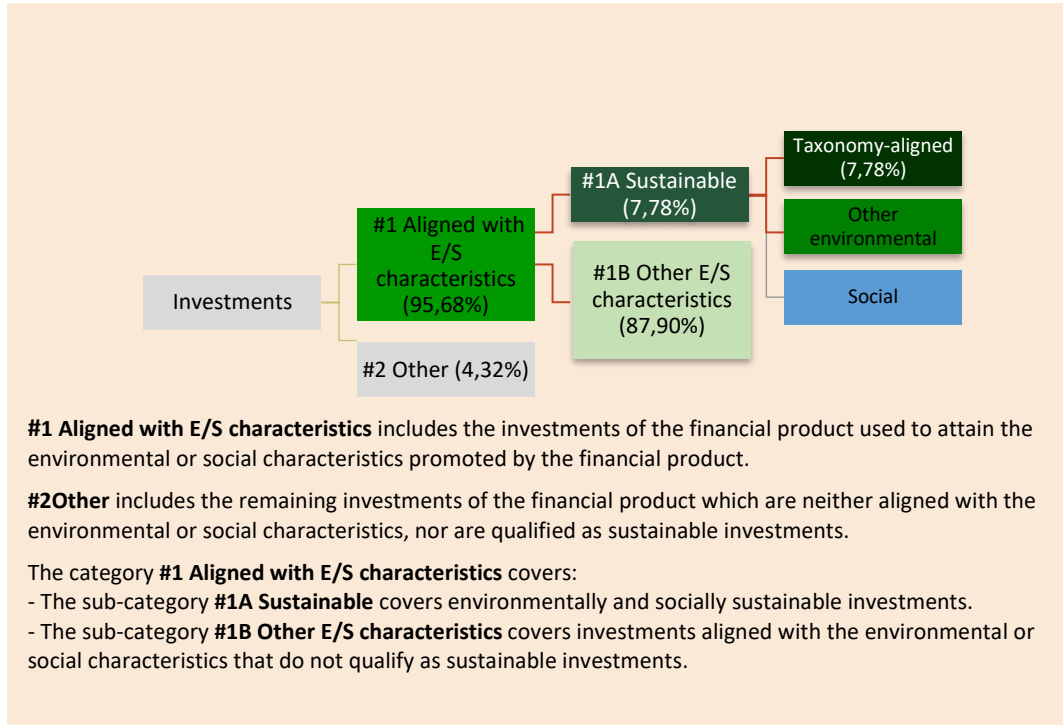 Investments
#1 Aligned with
E/S
characteristics
(95,68%)
#2 Other (4,32%)
#1A Sustainable
(7,78%)
#1B Other E/S
characteristics
(87,90%)
Taxonomy-aligned
(7,78%)
Other
environmental
Social
#1 Aligned with E/S characteristics includes the investments of the financial product used to attain the
environmental or social characteristics promoted by the financial product.
#2Other includes the remaining investments of the financial product which are neither aligned with the
environmental or social characteristics, nor are qualified as sustainable investments.
The category #1 Aligned with E/S characteristics covers:
- The sub-category #1A Sustainable covers environmentally and socially sustainable investments.
- The sub-category #1B Other E/S characteristics covers investments aligned with the environmental or
social characteristics that do not qualify as sustainable investments.